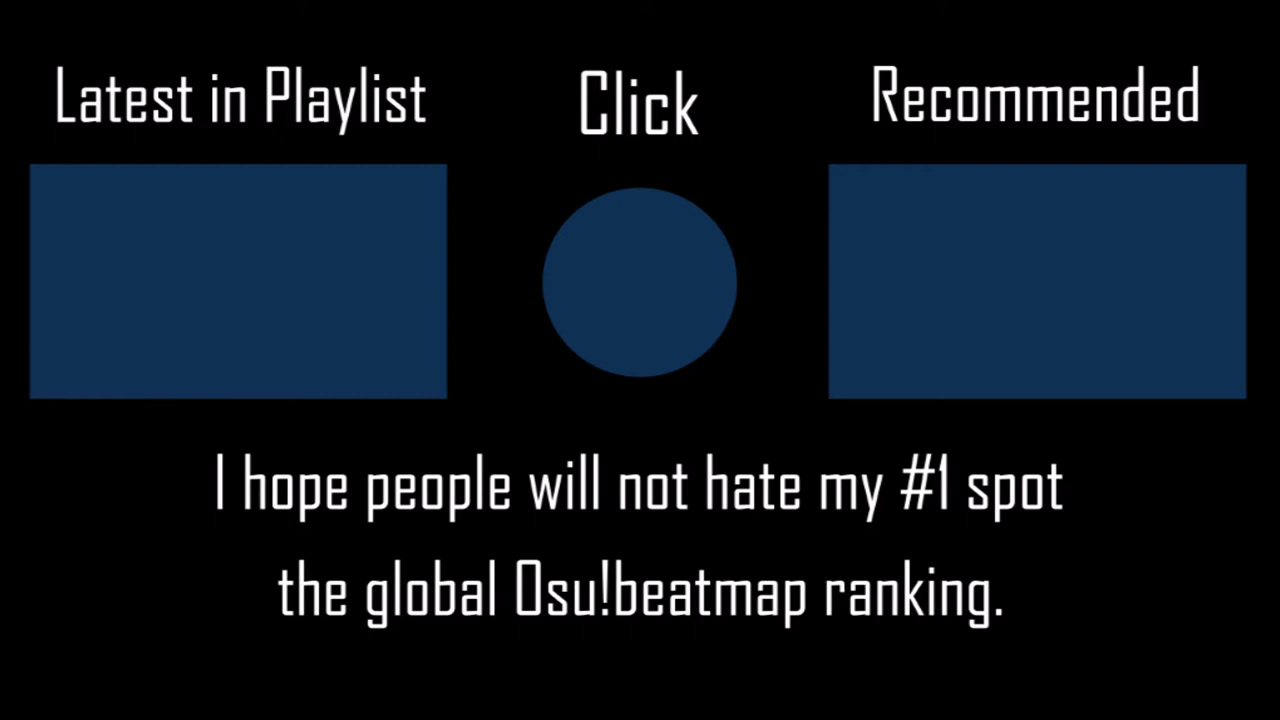 Latest in Playlist
Click
Recommended
I hope people will not hate my #1 spot
the global Osu!beatmap ranking.